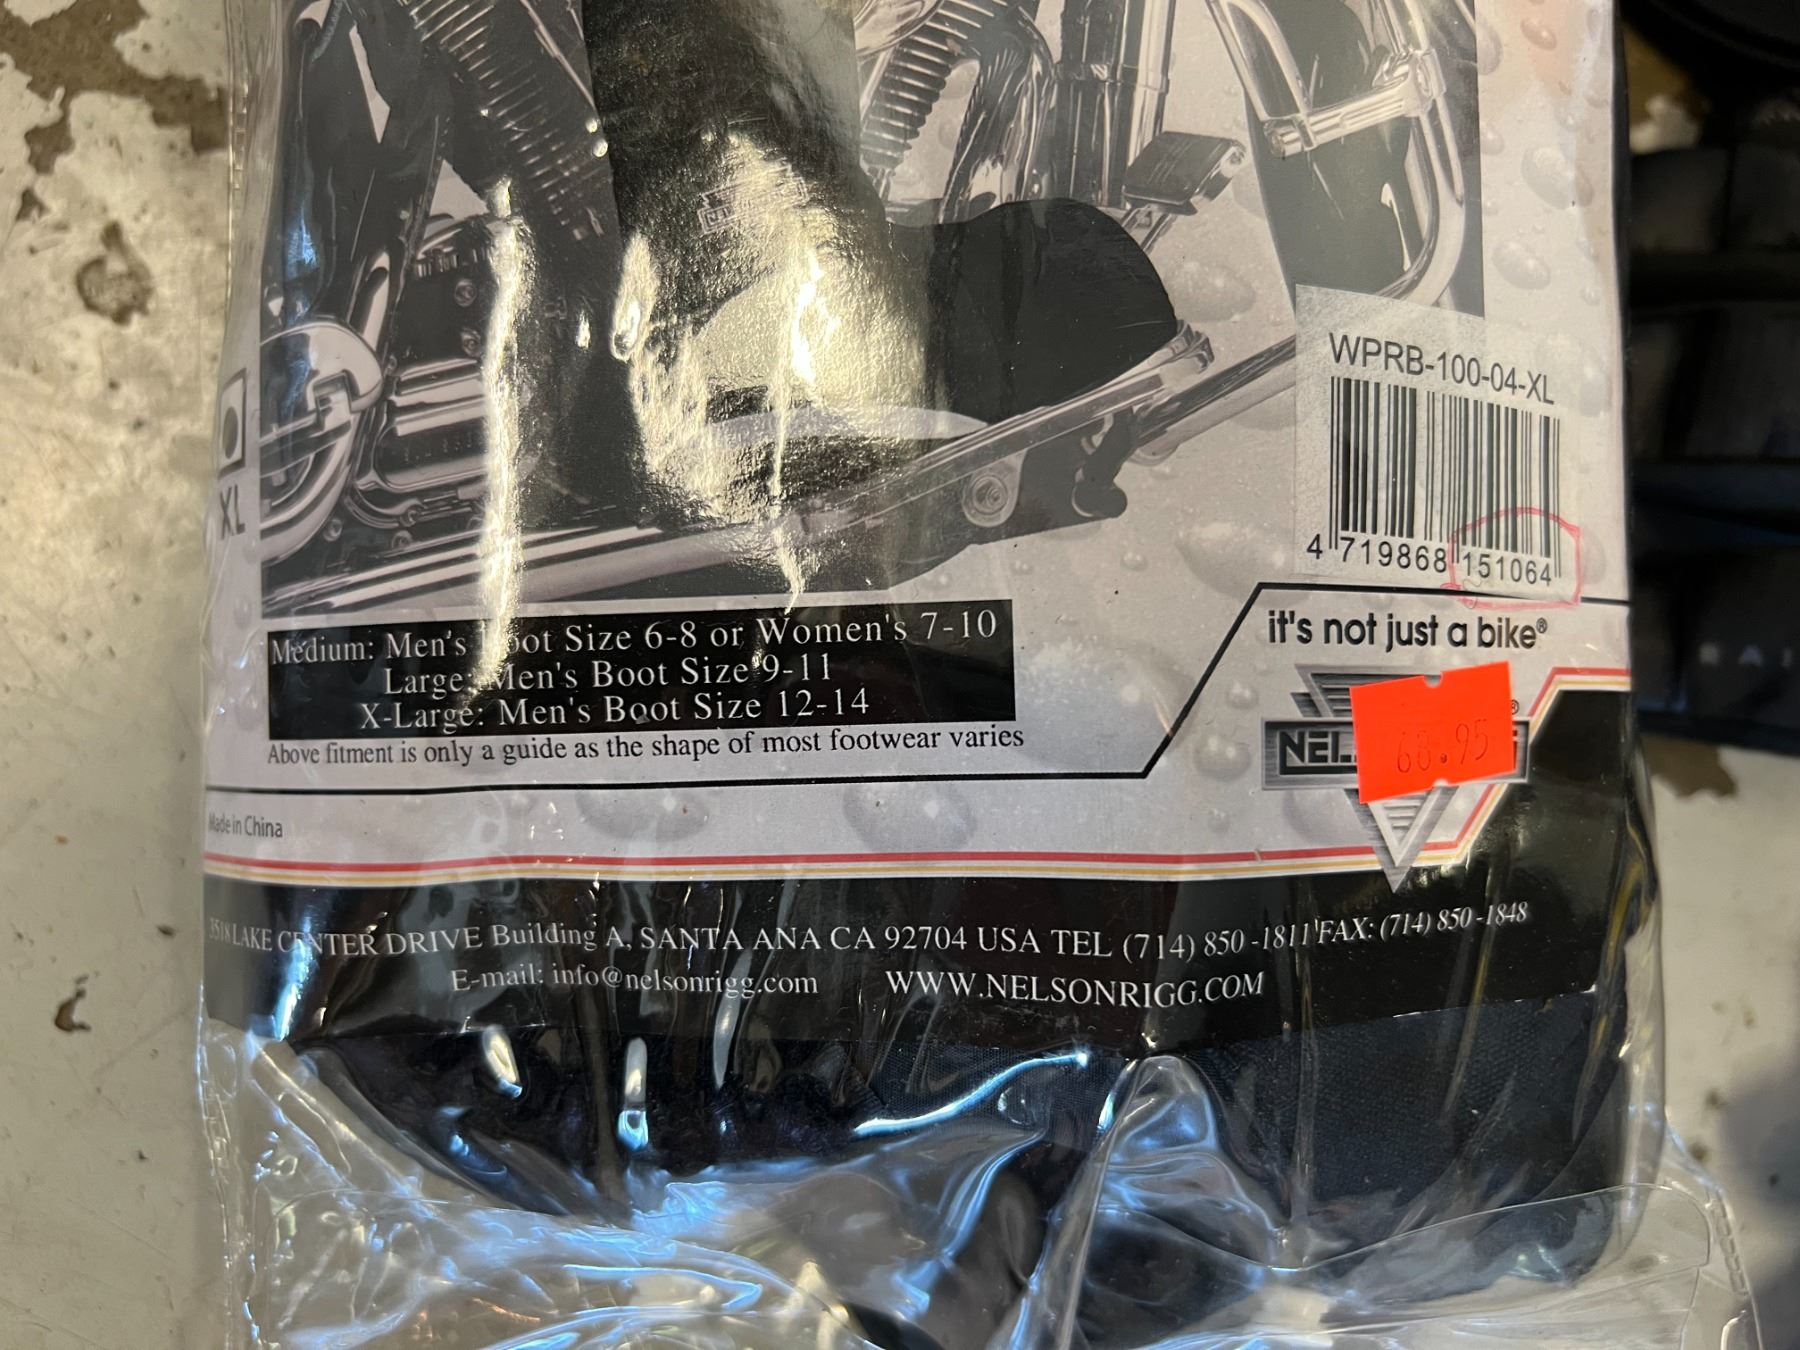 WPRB-100-04-XL
4 719868 151064
XL
it's not just a bike®
Medium: Men's Boot Size 6-8 or Women's 7-10
Large: Men's Boot Size 9-11
X-Large: Men's Boot Size 12-14
Above fitment is only a guide as the shape of most footwear varies
NEL
®
68.95
Made in China
3518 LAKE CENTER DRIVE Building A, SANTA ANA CA 92704 USA TEL (714) 850-1811 FAX: (714) 850-1848
E-mail: info@nelsonrigg.com WWW.NELSONRIGG.COM